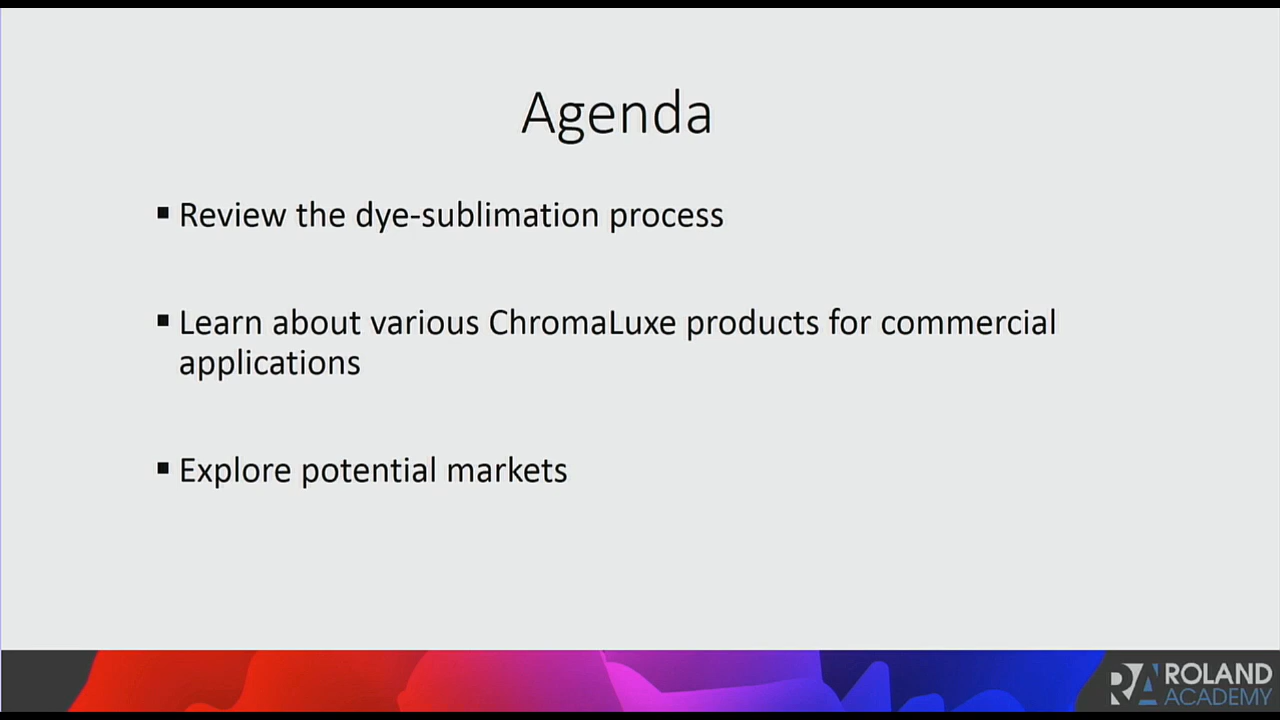 Agenda
▪ Review the dye-sublimation process
▪ Learn about various ChromaLuxe products for commercial
applications
▪ Explore potential markets
RA ROLAND
ACADEMY